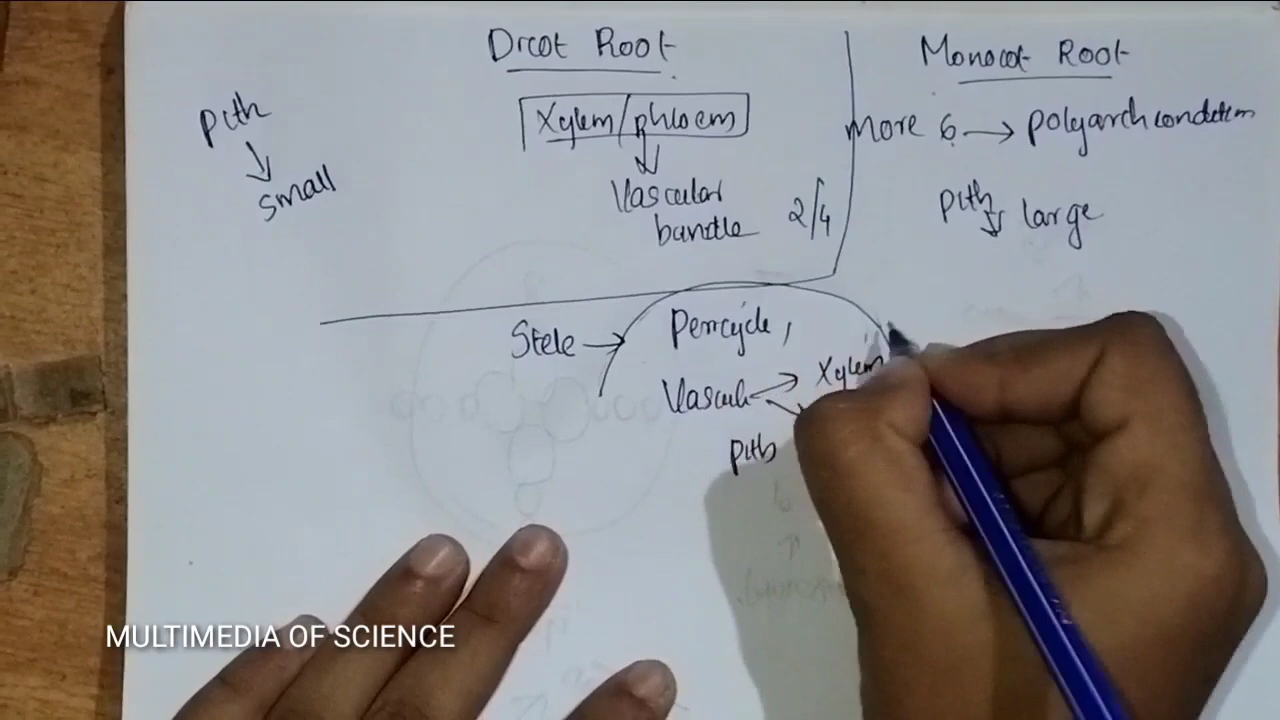 Dicot Root
Monocot Root
Pith
small
Xylem/phloem
Vascular
bundle
2/4
more 6 → polyarch condition
Pith large
Stele → Pericycle,
Vascul Xylem
Pith
MULTIMEDIA OF SCIENCE